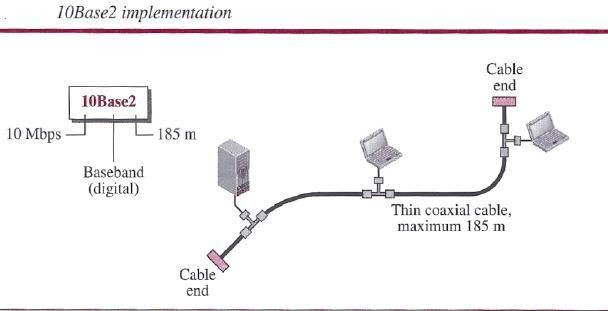 10Base2 implementation
Cable
end
10Base2
10 Mbps
185 m
Baseband
(digital)
Thin coaxial cable,
maximum 185 m
Cable
end